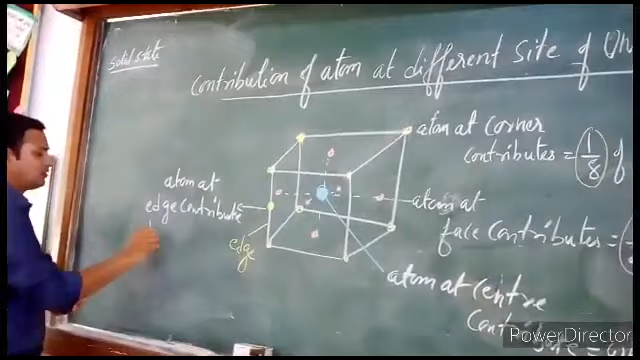 Solid state
Contribution of atom at different Site of
atom at Corner
Contributes = 1/8 of
atom at
edge Contribute
edge
atom at
face Contributes =
atom at Centre
PowerDirector